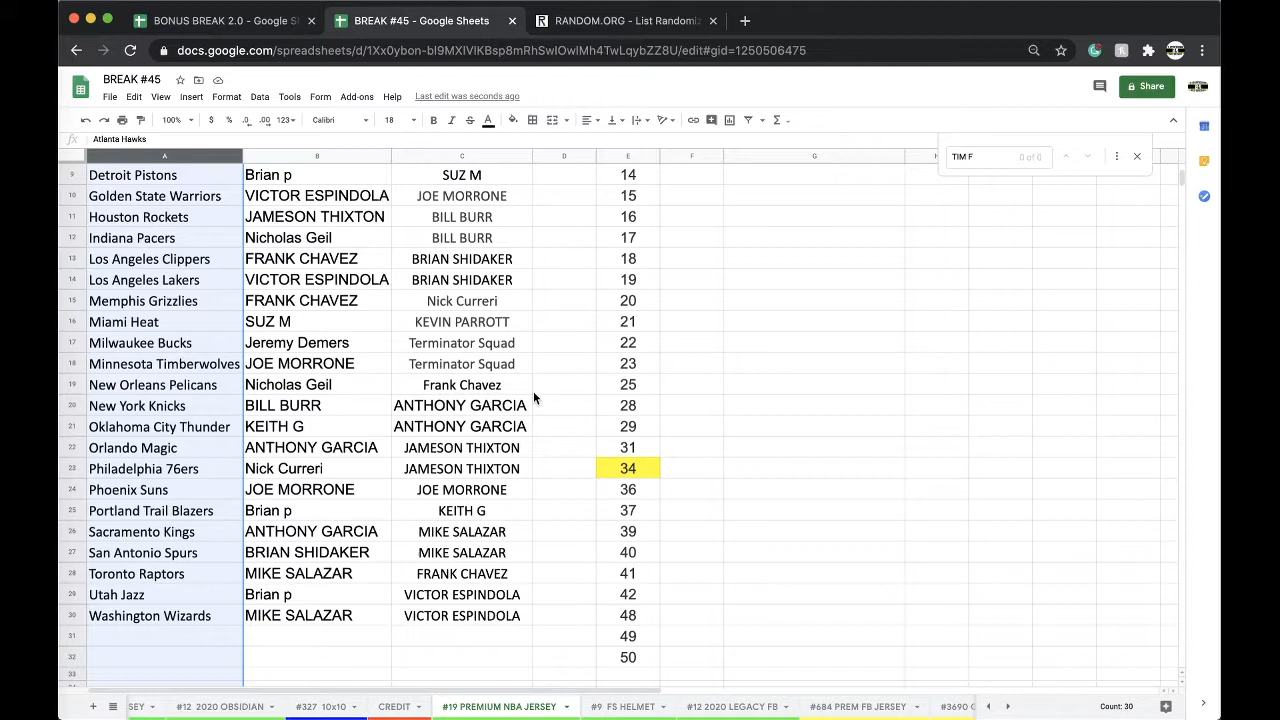 BONUS BREAK 2.0 - Google S
BREAK #45 - Google Sheets
RANDOM.ORG - List Randomiz
docs.google.com/spreadsheets/d/1Xx0ybon-bI9MXIVIKBsp8mRhSwIOwIMh4TwLqybZZ8U/edit#gid=1250506475
BREAK #45
File Edit View Insert Format Data Tools Form Add-ons Help Last edit was seconds ago
Share
100% $ % .0 .00 123 Calibri 18 B I S A
fx Atlanta Hawks
TIM F 0 of 0
A B C D E F G
9 Detroit Pistons Brian p SUZ M 14
10 Golden State Warriors VICTOR ESPINDOLA JOE MORRONE 15
11 Houston Rockets JAMESON THIXTON BILL BURR 16
12 Indiana Pacers Nicholas Geil BILL BURR 17
13 Los Angeles Clippers FRANK CHAVEZ BRIAN SHIDAKER 18
14 Los Angeles Lakers VICTOR ESPINDOLA BRIAN SHIDAKER 19
15 Memphis Grizzlies FRANK CHAVEZ Nick Curreri 20
16 Miami Heat SUZ M KEVIN PARROTT 21
17 Milwaukee Bucks Jeremy Demers Terminator Squad 22
18 Minnesota Timberwolves JOE MORRONE Terminator Squad 23
19 New Orleans Pelicans Nicholas Geil Frank Chavez 25
20 New York Knicks BILL BURR ANTHONY GARCIA 28
21 Oklahoma City Thunder KEITH G ANTHONY GARCIA 29
22 Orlando Magic ANTHONY GARCIA JAMESON THIXTON 31
23 Philadelphia 76ers Nick Curreri JAMESON THIXTON 34
24 Phoenix Suns JOE MORRONE JOE MORRONE 36
25 Portland Trail Blazers Brian p KEITH G 37
26 Sacramento Kings ANTHONY GARCIA MIKE SALAZAR 39
27 San Antonio Spurs BRIAN SHIDAKER MIKE SALAZAR 40
28 Toronto Raptors MIKE SALAZAR FRANK CHAVEZ 41
29 Utah Jazz Brian p VICTOR ESPINDOLA 42
30 Washington Wizards MIKE SALAZAR VICTOR ESPINDOLA 48
31 49
32 50
33
SEY #12 2020 OBSIDIAN #327 10x10 CREDIT #19 PREMIUM NBA JERSEY #9 FS HELMET #12 2020 LEGACY FB #684 PREM FB JERSEY #3690 Count: 30